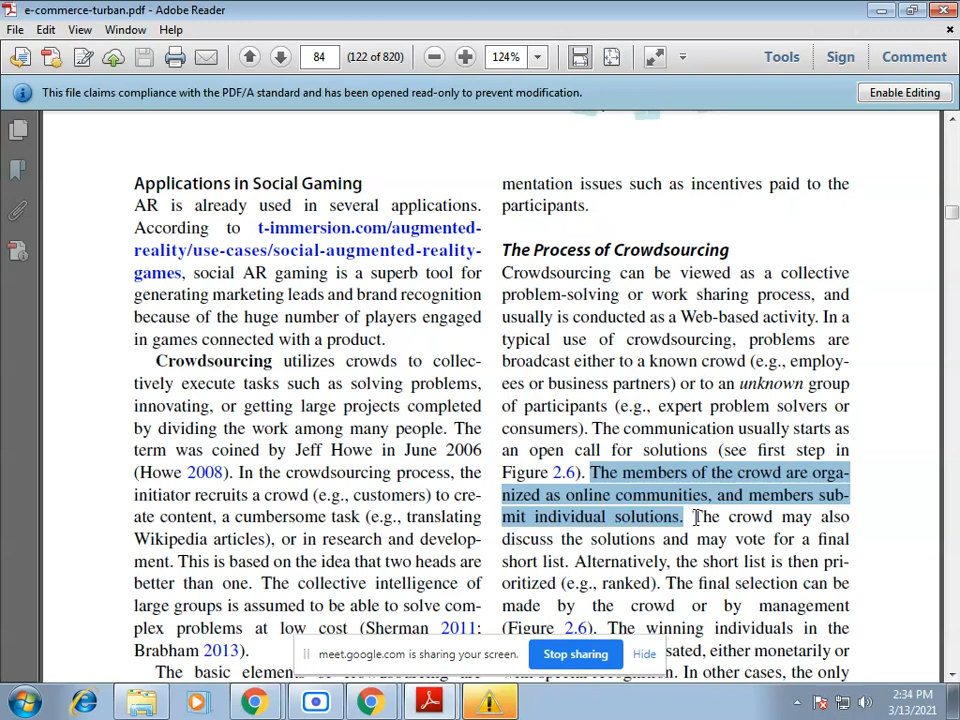 e-commerce-turban.pdf - Adobe Reader
File Edit View Window Help
84 (122 of 820) 124% Tools Sign Comment
This file claims compliance with the PDF/A standard and has been opened read-only to prevent modification. Enable Editing
Applications in Social Gaming
AR is already used in several applications.
According to t-immersion.com/augmented-
reality/use-cases/social-augmented-reality-
games, social AR gaming is a superb tool for
generating marketing leads and brand recognition
because of the huge number of players engaged
in games connected with a product.
Crowdsourcing utilizes crowds to collec-
tively execute tasks such as solving problems,
innovating, or getting large projects completed
by dividing the work among many people. The
term was coined by Jeff Howe in June 2006
(Howe 2008). In the crowdsourcing process, the
initiator recruits a crowd (e.g., customers) to cre-
ate content, a cumbersome task (e.g., translating
Wikipedia articles), or in research and develop-
ment. This is based on the idea that two heads are
better than one. The collective intelligence of
large groups is assumed to be able to solve com-
plex problems at low cost (Sherman 2011;
Brabham 2013).
The basic elements of crowdsourcing are
mentation issues such as incentives paid to the
participants.
The Process of Crowdsourcing
Crowdsourcing can be viewed as a collective
problem-solving or work sharing process, and
usually is conducted as a Web-based activity. In a
typical use of crowdsourcing, problems are
broadcast either to a known crowd (e.g., employ-
ees or business partners) or to an unknown group
of participants (e.g., expert problem solvers or
consumers). The communication usually starts as
an open call for solutions (see first step in
Figure 2.6). The members of the crowd are orga-
nized as online communities, and members sub-
mit individual solutions. The crowd may also
discuss the solutions and may vote for a final
short list. Alternatively, the short list is then pri-
oritized (e.g., ranked). The final selection can be
made by the crowd or by management
(Figure 2.6). The winning individuals in the
sated, either monetarily or
with special recognition. In other cases, the only
meet.google.com is sharing your screen. Stop sharing Hide
2:34 PM
3/13/2021